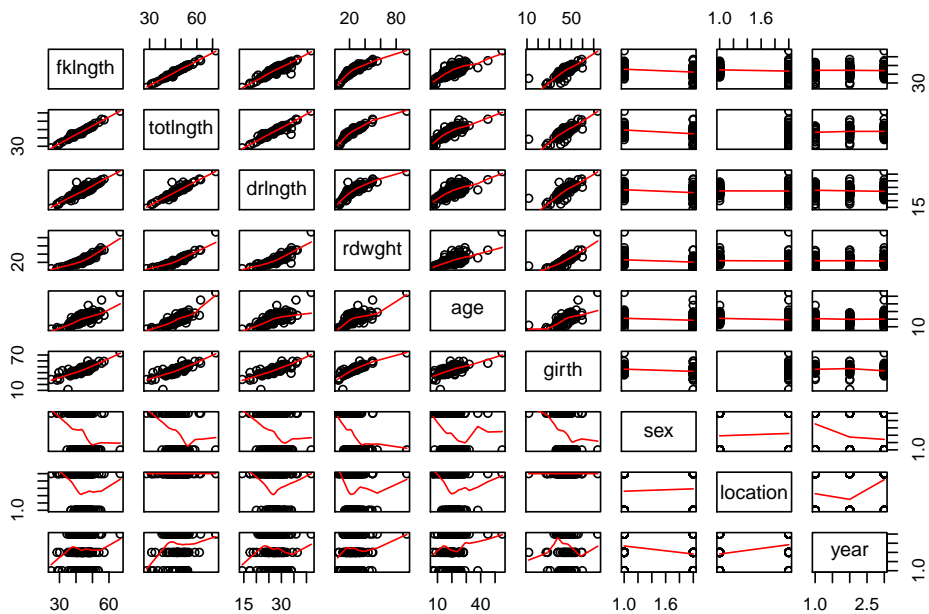 30 60 20 80 10 50 1.0 1.6
fklngth 30
30 totlngth
drlngth 15
20 rdwght
age 10
10 70 girth
sex 1.0
1.0 location
year 1.0
30 60 15 30 10 40 1.0 1.6 1.0 2.5